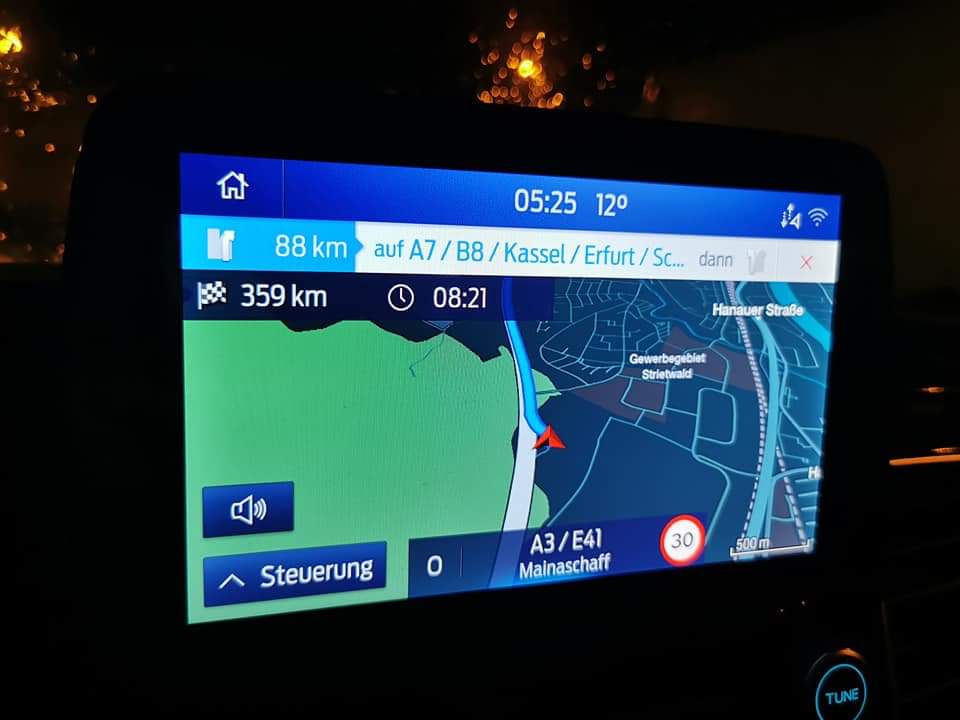 05:25 12º
88 km
auf A7 / B8 / Kassel / Erfurt / Sc... dann
359 km 08:21
Hanauer Straße
Gewerbegebiet
Strietwald
H
Steuerung
0
A3 / E41
Mainaschaff
30
500 m
TUNE